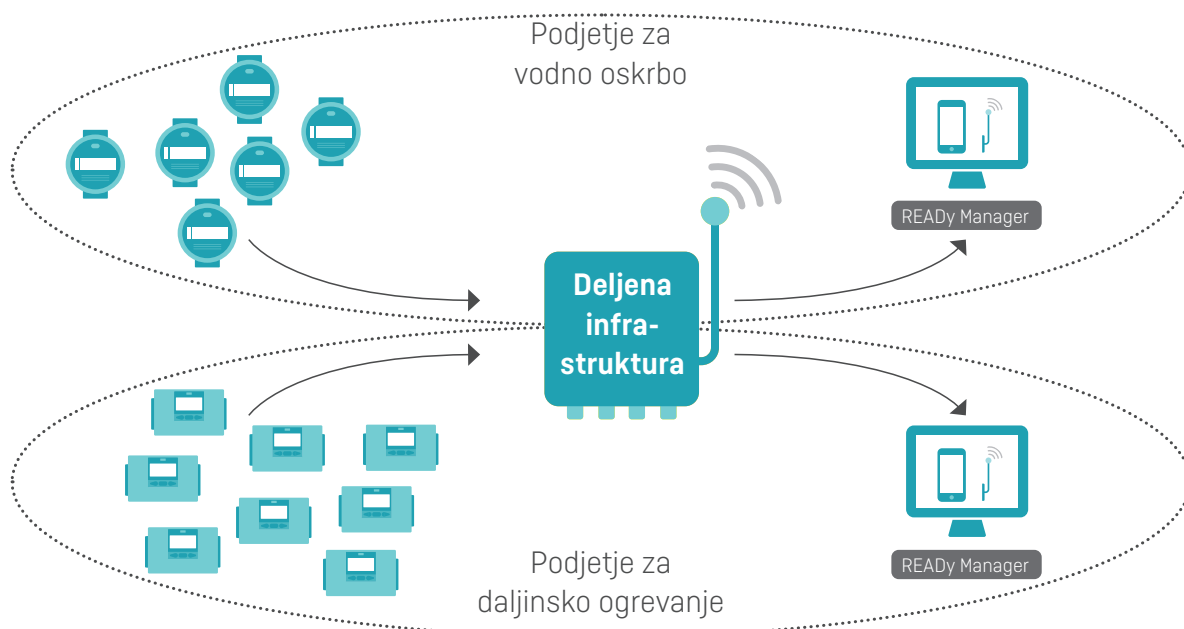 Podjetje za
vodno oskrbo
READy Manager
Deljena
infra-
struktura
READy Manager
Podjetje za
daljinsko ogrevanje